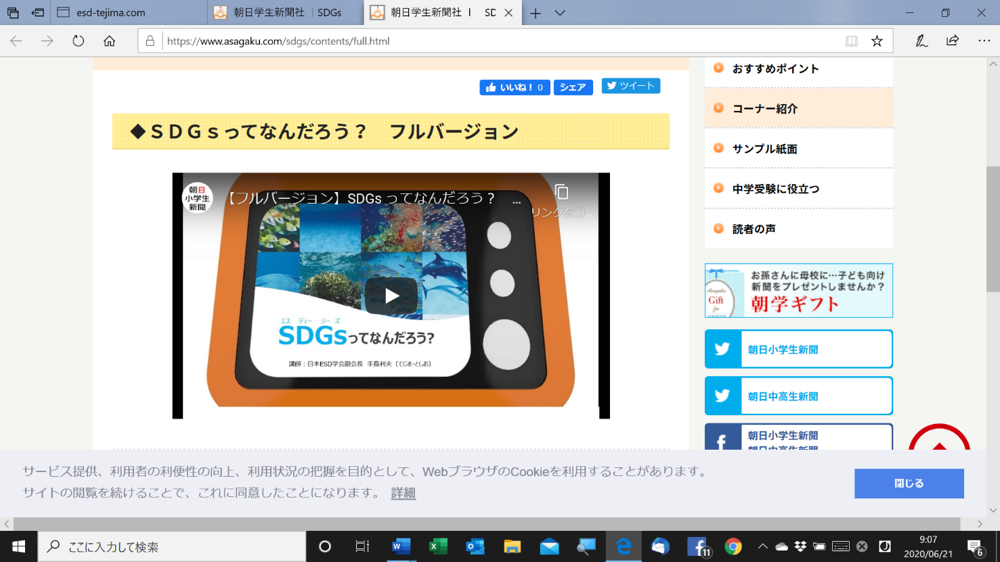 esd-tejima.com
朝日学生新聞社 ｜SDGs
朝日学生新聞社 ｜ SD
https://www.asagaku.com/sdgs/contents/full.html
いいね！ 0
シェア
ツイート
◆ＳＤＧｓってなんだろう？　フルバージョン
朝日
小学生
新聞
【フルバージョン】SDGs ってなんだろう？ ...
リンクをコ...
エス ディー ジーズ
SDGsってなんだろう?
講師：日本ESD学会副会長 手島利夫（てじま・としお）
おすすめポイント
コーナー紹介
サンプル紙面
中学受験に役立つ
読者の声
Asagaku
Gift
for
お孫さんに母校に…子ども向け
新聞をプレゼントしませんか？
朝学ギフト
朝日小学生新聞
朝日中高生新聞
朝日小学生新聞
朝日中高生新聞
サービス提供、利用者の利便性の向上、利用状況の把握を目的として、WebブラウザのCookieを利用することがあります。
サイトの閲覧を続けることで、これに同意したことになります。 詳細
閉じる
ここに入力して検索
11
9:07
2020/06/21
6